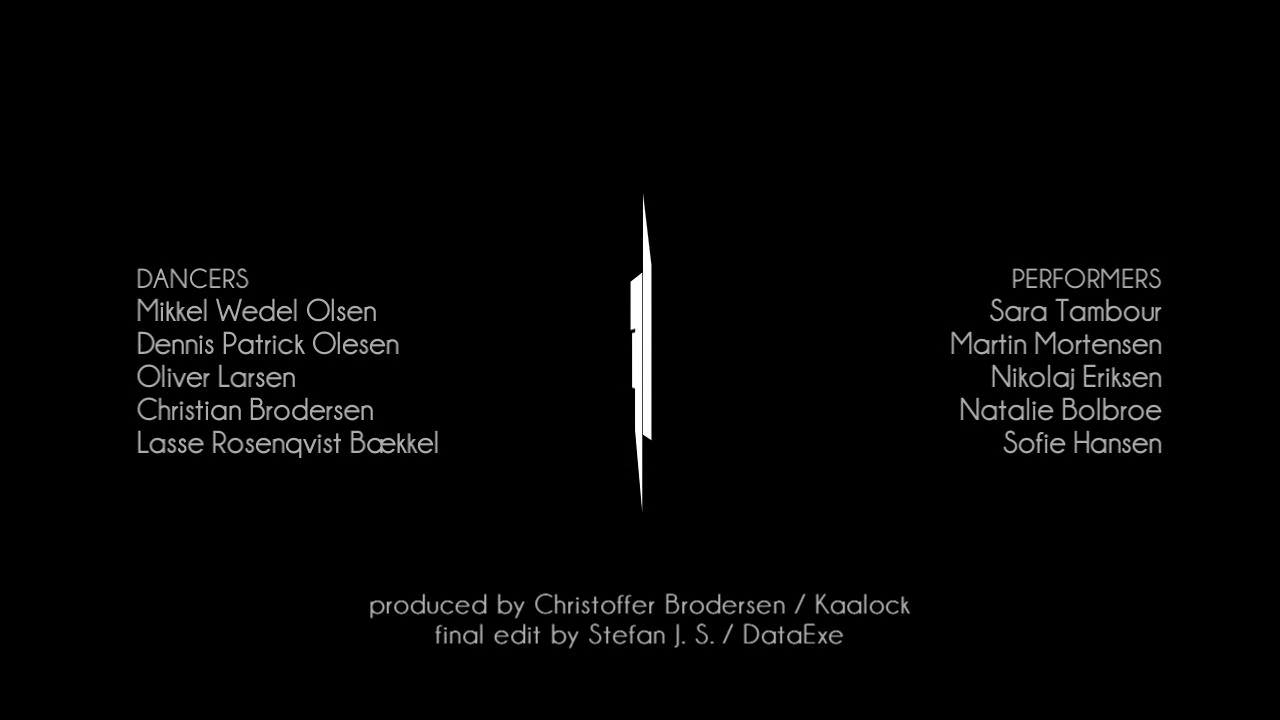 DANCERS
Mikkel Wedel Olsen
Dennis Patrick Olesen
Oliver Larsen
Christian Brodersen
Lasse Rosenqvist Bækkel
PERFORMERS
Sara Tambour
Martin Mortensen
Nikolaj Eriksen
Natalie Bolbroe
Sofie Hansen
produced by Christoffer Brodersen / Kaalock
final edit by Stefan J. S. / DataExe